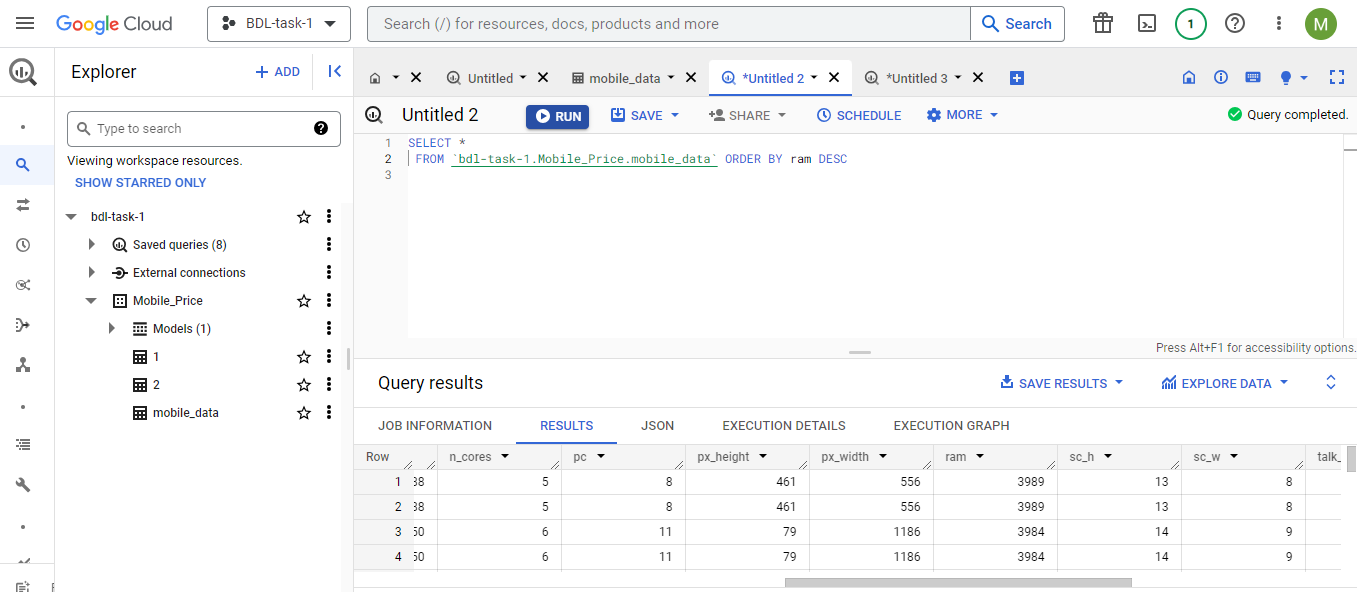 Google Cloud
BDL-task-1
Search (/) for resources, docs, products and more
Search
1
M
Explorer
+ ADD
Untitled
mobile_data
*Untitled 2
*Untitled 3
Type to search
Viewing workspace resources.
SHOW STARRED ONLY
bdl-task-1
Saved queries (8)
External connections
Mobile_Price
Models (1)
1
2
mobile_data
Untitled 2
RUN
SAVE
SHARE
SCHEDULE
MORE
Query completed.
1 SELECT *
2 FROM `bdl-task-1.Mobile_Price.mobile_data` ORDER BY ram DESC
3
Press Alt+F1 for accessibility options.
Query results
SAVE RESULTS
EXPLORE DATA
JOB INFORMATION RESULTS JSON EXECUTION DETAILS EXECUTION GRAPH
Row n_cores pc px_height px_width ram sc_h sc_w talk_
1 38 5 8 461 556 3989 13 8
2 38 5 8 461 556 3989 13 8
3 50 6 11 79 1186 3984 14 9
4 50 6 11 79 1186 3984 14 9